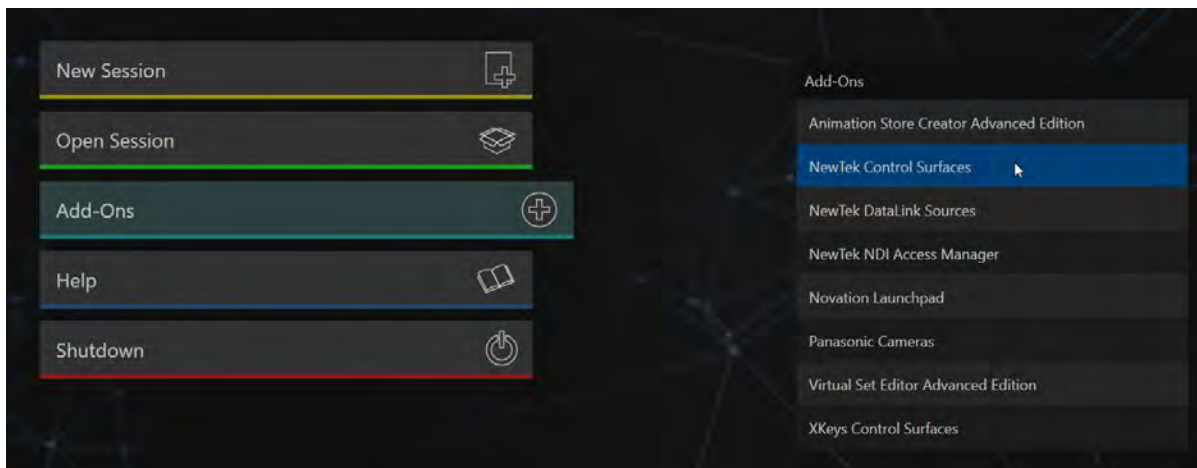 New Session
Open Session
Add-Ons
Help
Shutdown
Add-Ons
Animation Store Creator Advanced Edition
NewTek Control Surfaces
NewTek DataLink Sources
NewTek NDI Access Manager
Novation Launchpad
Panasonic Cameras
Virtual Set Editor Advanced Edition
XKeys Control Surfaces